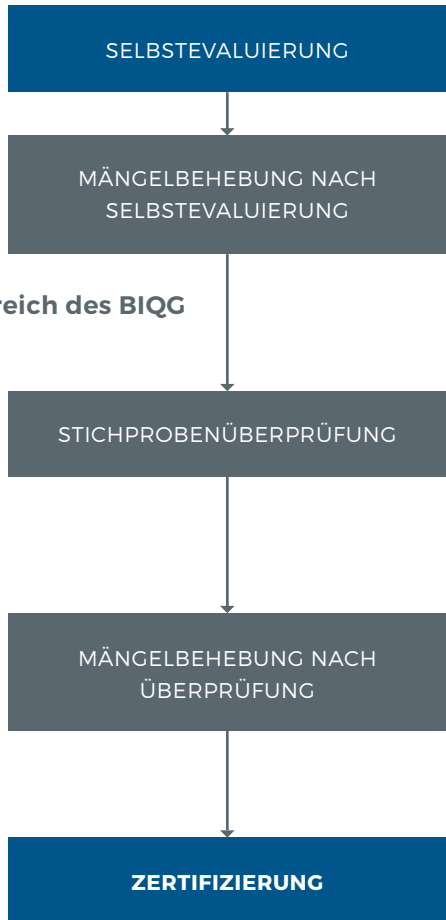 SELBSTEVALUIERUNG
MÄNGELBEHEBUNG NACH
SELBSTEVALUIERUNG
reich des BIQG
STICHPROBENÜBERPRÜFUNG
MÄNGELBEHEBUNG NACH
ÜBERPRÜFUNG
ZERTIFIZIERUNG